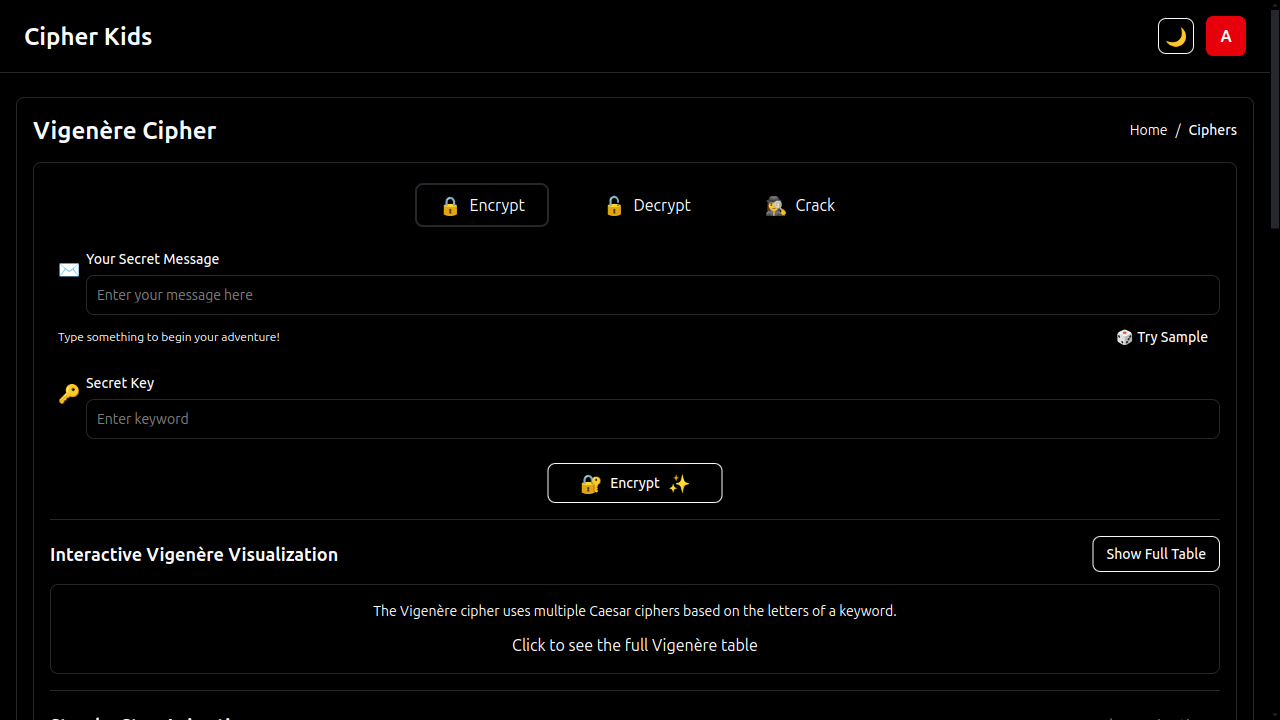 Cipher Kids
🌙
A
Vigenère Cipher
Home / Ciphers
🔒 Encrypt
🔓 Decrypt
🕵️ Crack
✉️ Your Secret Message
Enter your message here
Type something to begin your adventure!
🎲 Try Sample
🔑 Secret Key
Enter keyword
🔐 Encrypt ✨
Interactive Vigenère Visualization
Show Full Table
The Vigenère cipher uses multiple Caesar ciphers based on the letters of a keyword.
Click to see the full Vigenère table